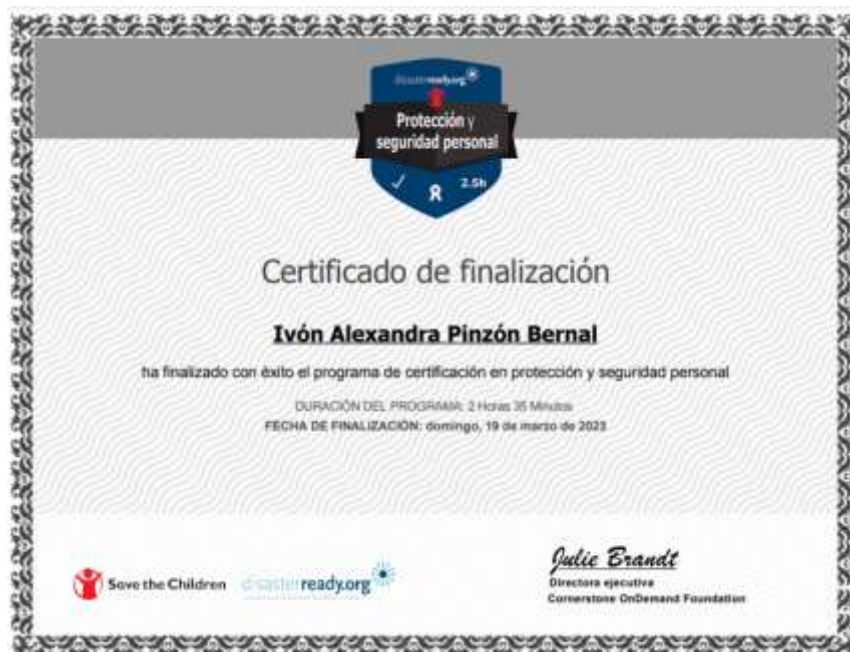 disasterready.org
Protección y
seguridad personal
2.5h
Certificado de finalización
Ivón Alexandra Pinzón Bernal
ha finalizado con éxito el programa de certificación en protección y seguridad personal
DURACIÓN DEL PROGRAMA: 2 Horas 35 Minutos
FECHA DE FINALIZACIÓN: domingo, 19 de marzo de 2023
Julie Brandt
Save the Children disasterready.org
Directora ejecutiva
Cornerstone OnDemand Foundation